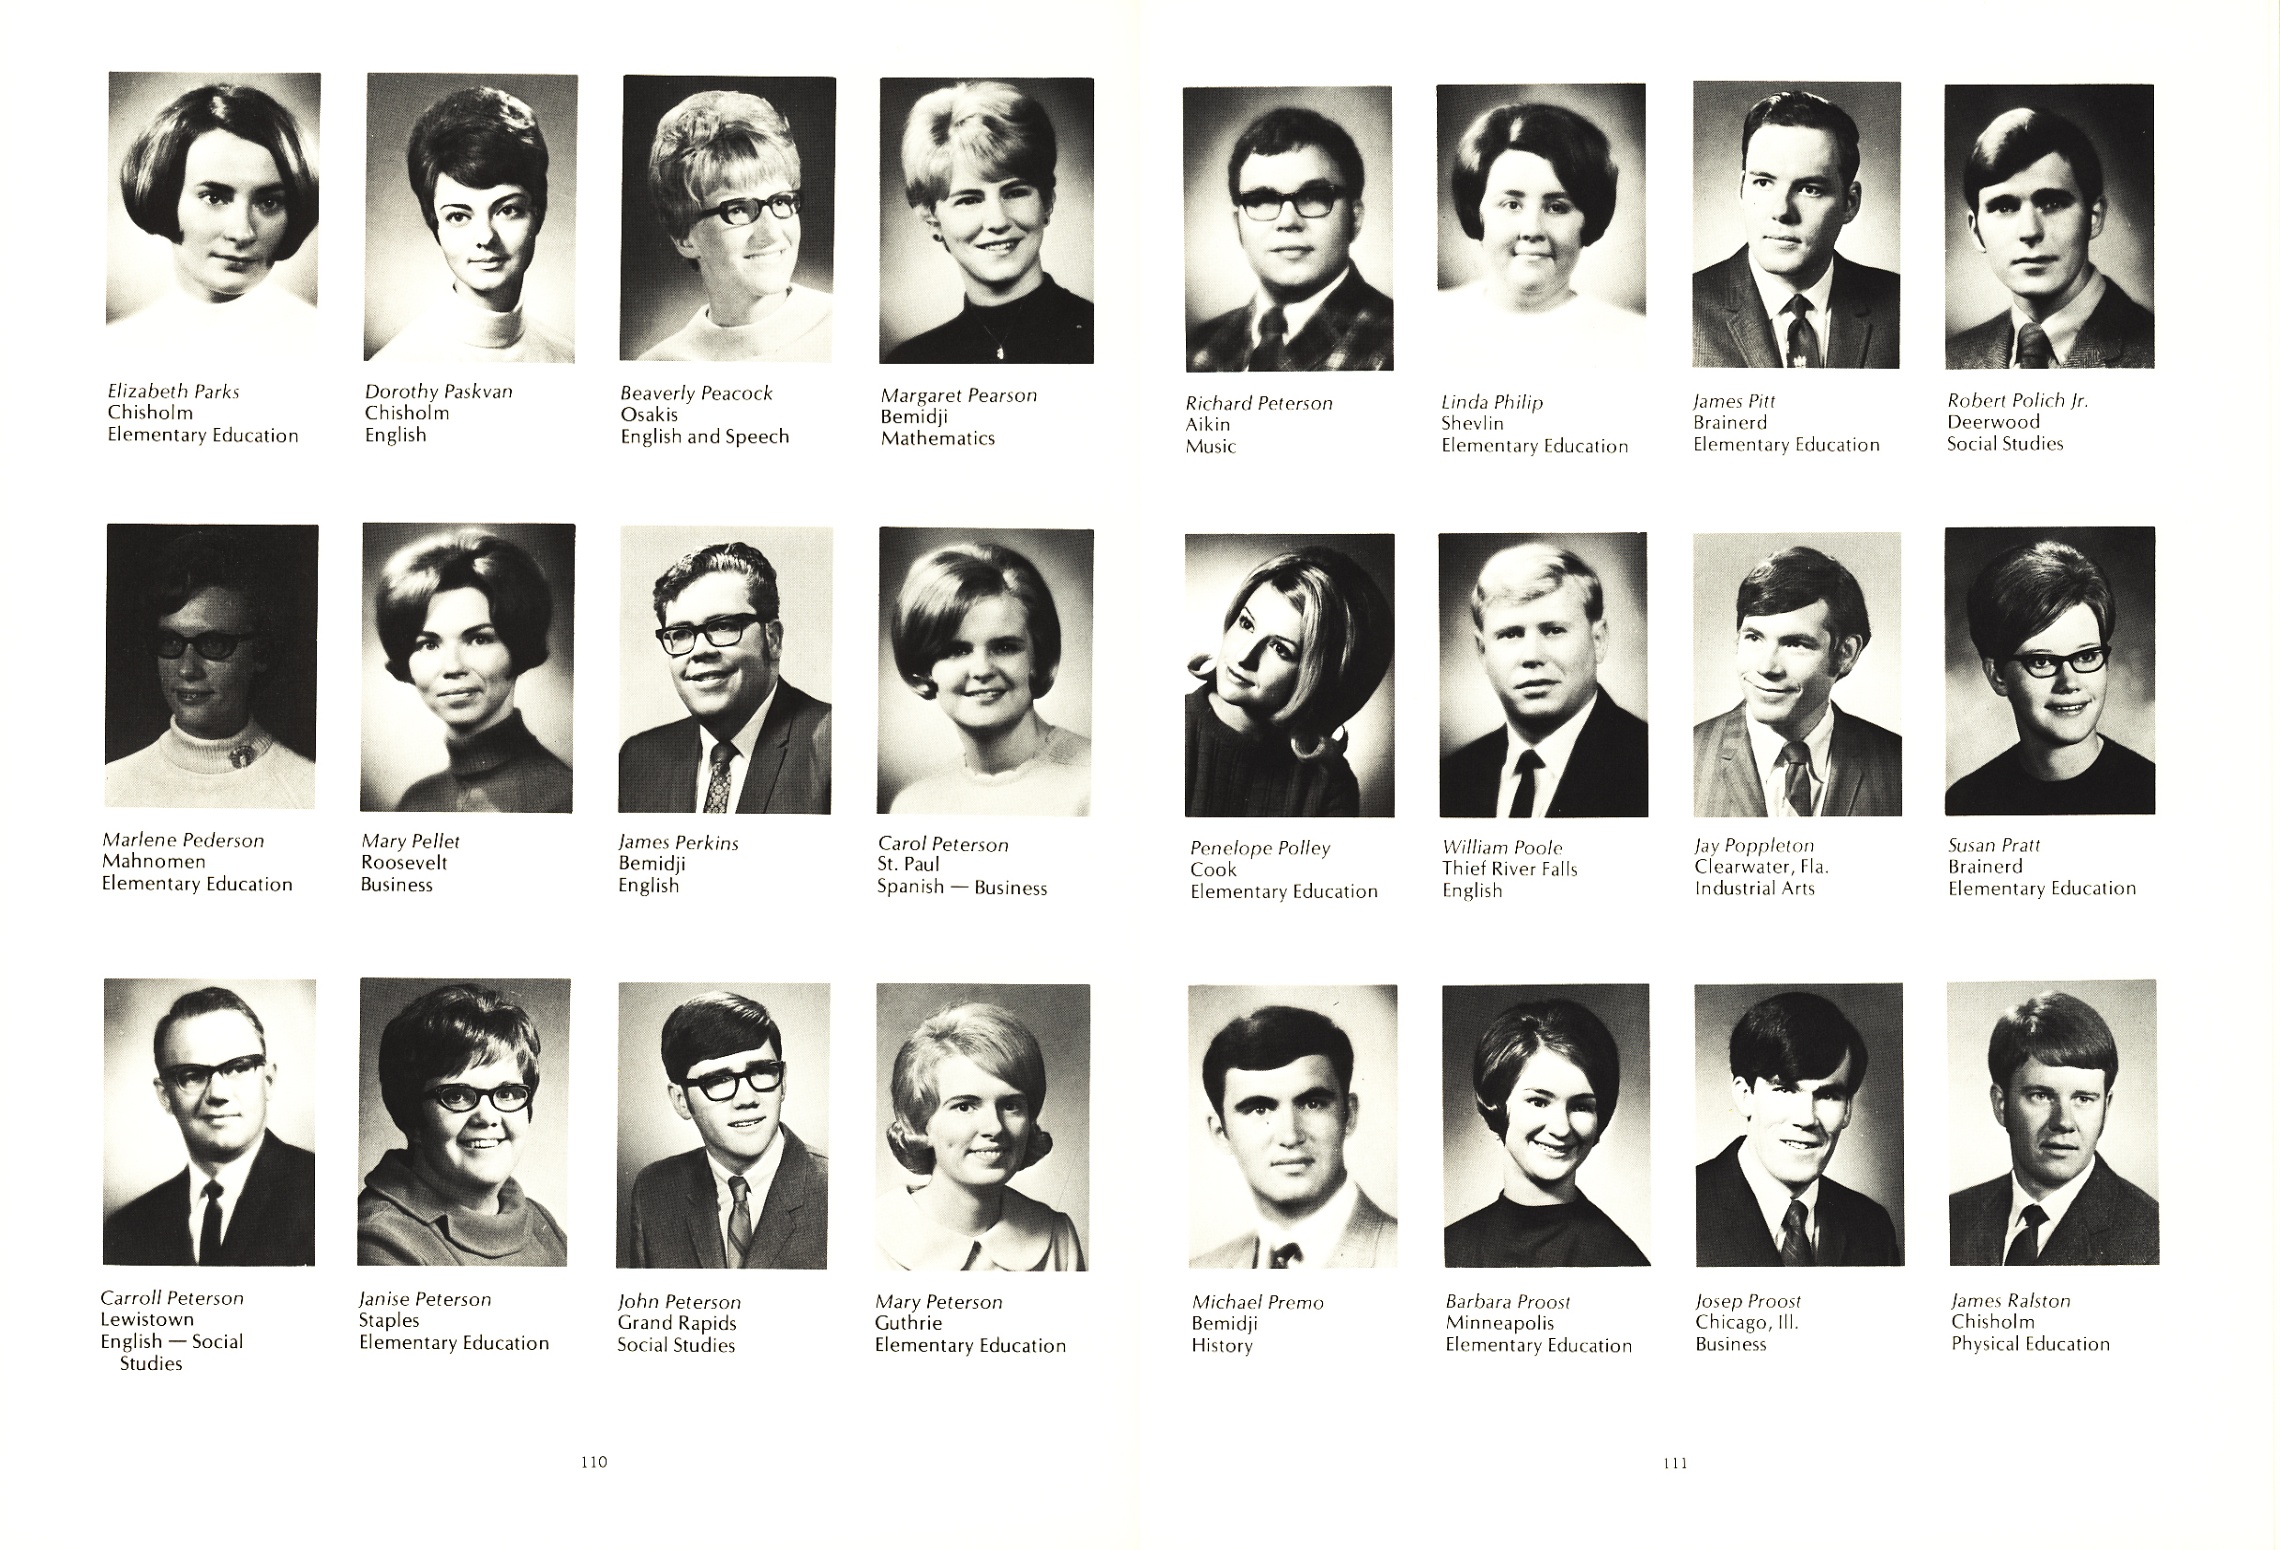 Elizabeth Parks
Chisholm
Elementary Education
Dorothy Paskvan
Chisholm
English
Beaverly Peacock
Osakis
English and Speech
Margaret Pearson
Bemidji
Mathematics
Marlene Pederson
Mahnomen
Elementary Education
Mary Pellet
Roosevelt
Business
James Perkins
Bemidji
English
Carol Peterson
St. Paul
Spanish — Business
Carroll Peterson
Lewistown
English — Social
Studies
Janise Peterson
Staples
Elementary Education
John Peterson
Grand Rapids
Social Studies
Mary Peterson
Guthrie
Elementary Education
110
Richard Peterson
Aikin
Music
Linda Philip
Shevlin
Elementary Education
James Pitt
Brainerd
Elementary Education
Robert Polich Jr.
Deerwood
Social Studies
Penelope Polley
Cook
Elementary Education
William Poole
Thief River Falls
English
Jay Poppleton
Clearwater, Fla.
Industrial Arts
Susan Pratt
Brainerd
Elementary Education
Michael Premo
Bemidji
History
Barbara Proost
Minneapolis
Elementary Education
Josep Proost
Chicago, Ill.
Business
James Ralston
Chisholm
Physical Education
111